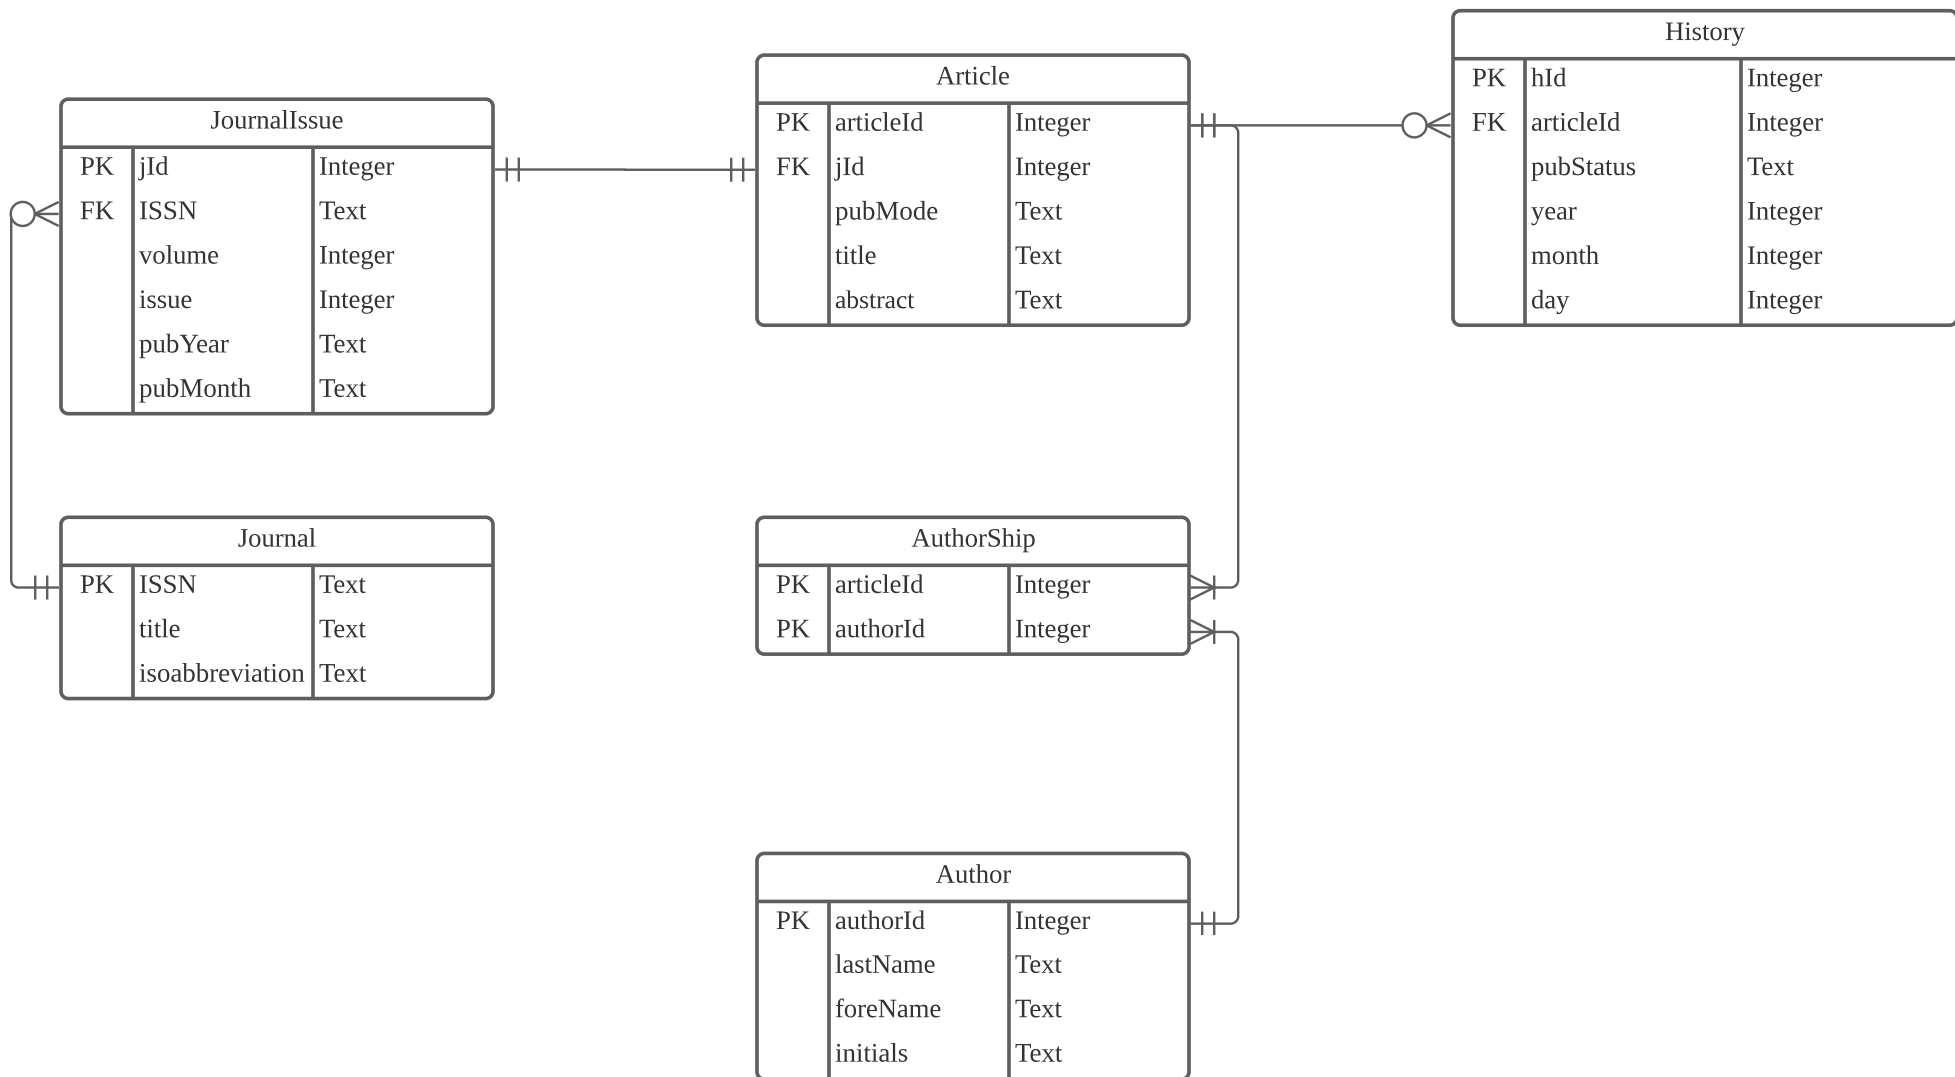 JournalIssue
PK jId Integer
FK ISSN Text
volume Integer
issue Integer
pubYear Text
pubMonth Text
Article
PK articleId Integer
FK jId Integer
pubMode Text
title Text
abstract Text
History
PK hId Integer
FK articleId Integer
pubStatus Text
year Integer
month Integer
day Integer
Journal
PK ISSN Text
title Text
isoabbreviation Text
AuthorShip
PK articleId Integer
PK authorId Integer
Author
PK authorId Integer
lastName Text
foreName Text
initials Text